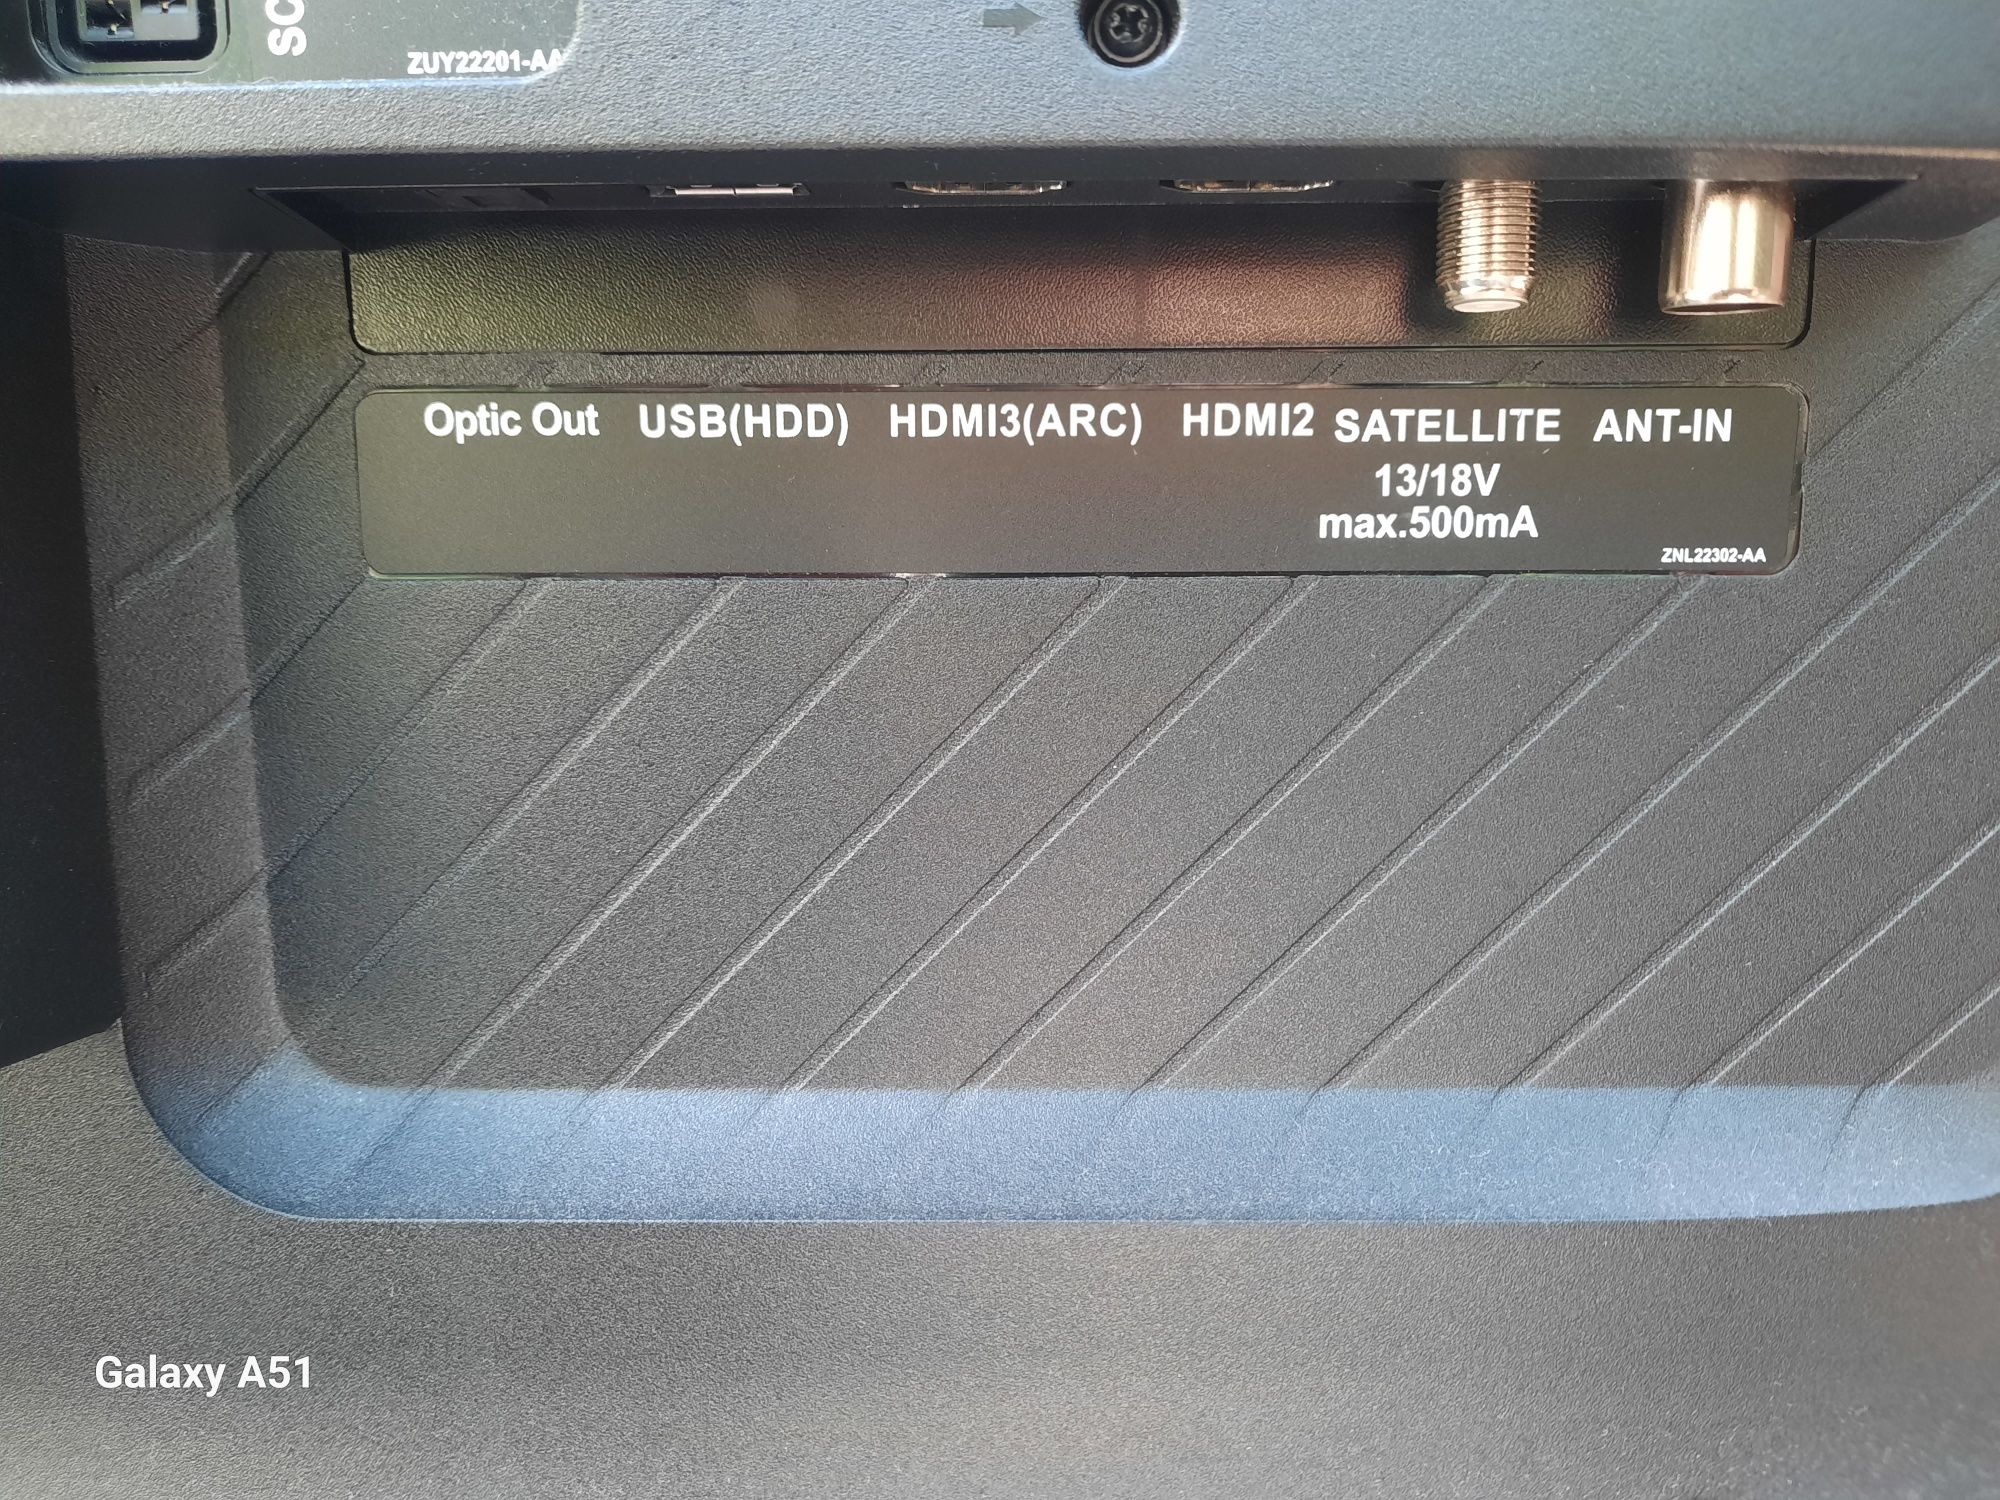 SC
ZUY22201-AA
Optic Out USB(HDD) HDMI3(ARC) HDMI2 SATELLITE ANT-IN
13/18V
max.500mA
ZNL22302-AA
Galaxy A51